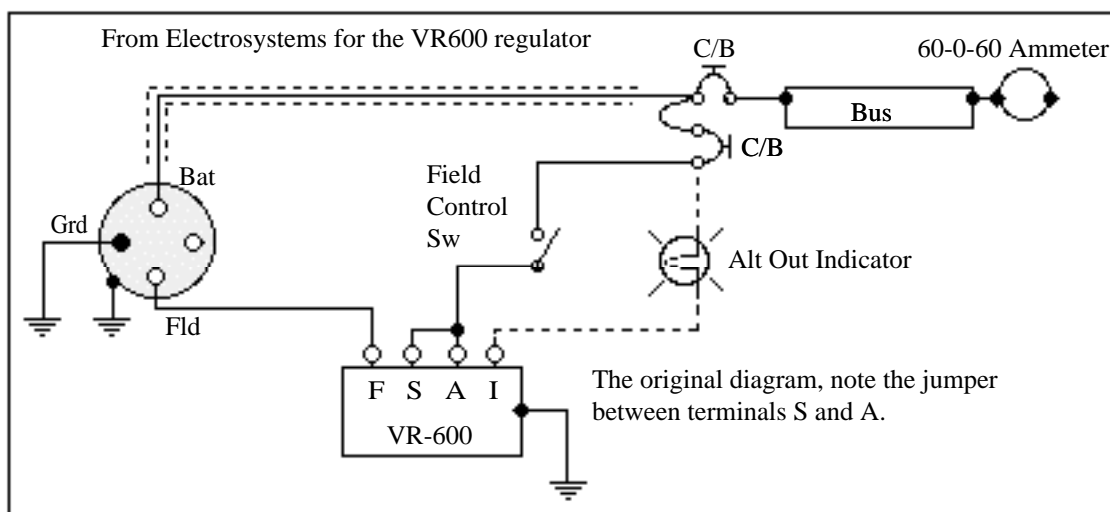 From Electrosystems for the VR600 regulator
C/B
60-0-60 Ammeter
Bus
C/B
Bat
Field
Control
Sw
Grd
Alt Out Indicator
Fld
F S A I
VR-600
The original diagram, note the jumper
between terminals S and A.